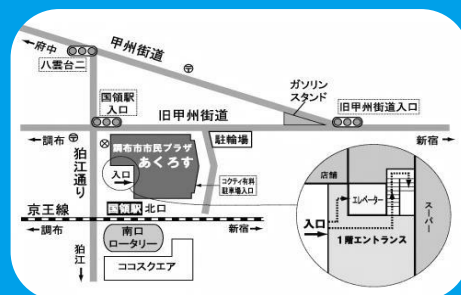 ←府中
甲州街道
八雲台二
国領駅
入口
ガソリン
スタンド
旧甲州街道
旧甲州街道入口
←調布
新宿→
狛江通り
調布市市民プラザ
あくろす
駐輪場
入口
コクティ有料
駐車場入口
京王線
国領駅 北口
←調布
新宿→
南口
ロータリー
狛江
ココスクエア
店舗
エレベーター
スーパー
入口
1階エントランス